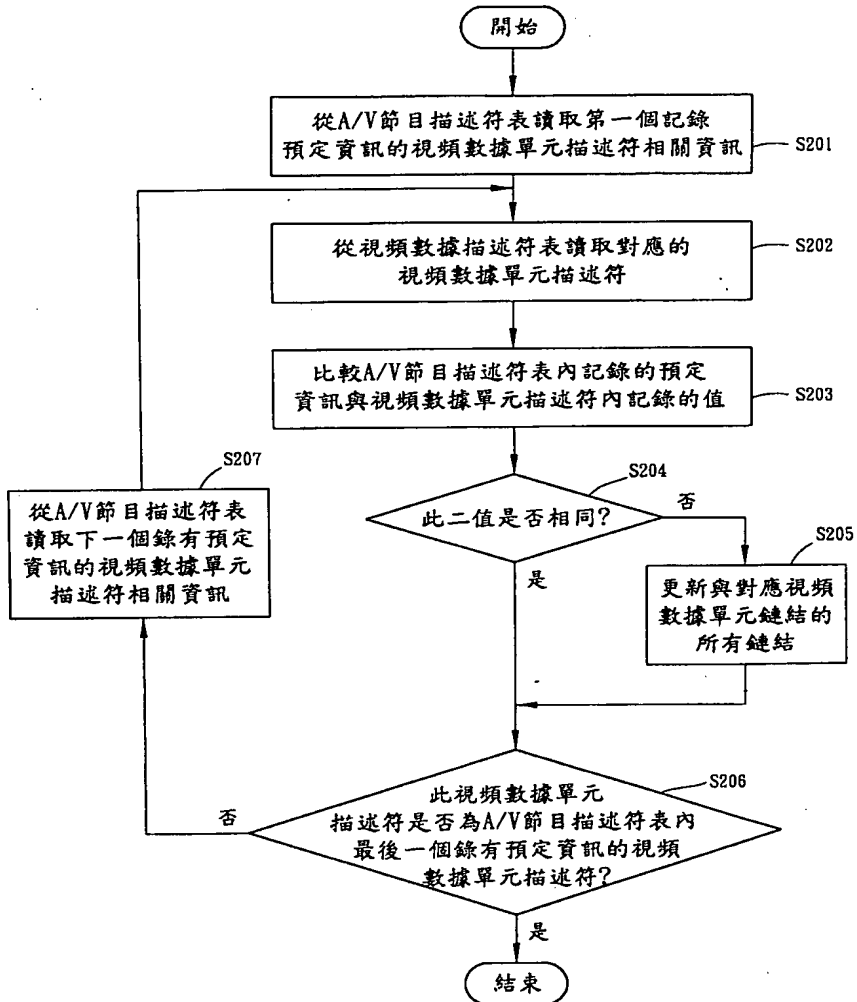 開始
從A/V節目描述符表讀取第一個記錄
預定資訊的視頻數據單元描述符相關資訊
S201
從視頻數據描述符表讀取對應的
視頻數據單元描述符
S202
比較A/V節目描述符表內記錄的預定
資訊與視頻數據單元描述符內記錄的值
S203
S204
此二值是否相同?
否
是
S205
更新與對應視頻
數據單元鏈結的
所有鏈結
S207
從A/V節目描述符表
讀取下一個錄有預定
資訊的視頻數據單元
描述符相關資訊
S206
此視頻數據單元
描述符是否為A/V節目描述符表內
最後一個錄有預定資訊的視頻
數據單元描述符?
否
是
結束